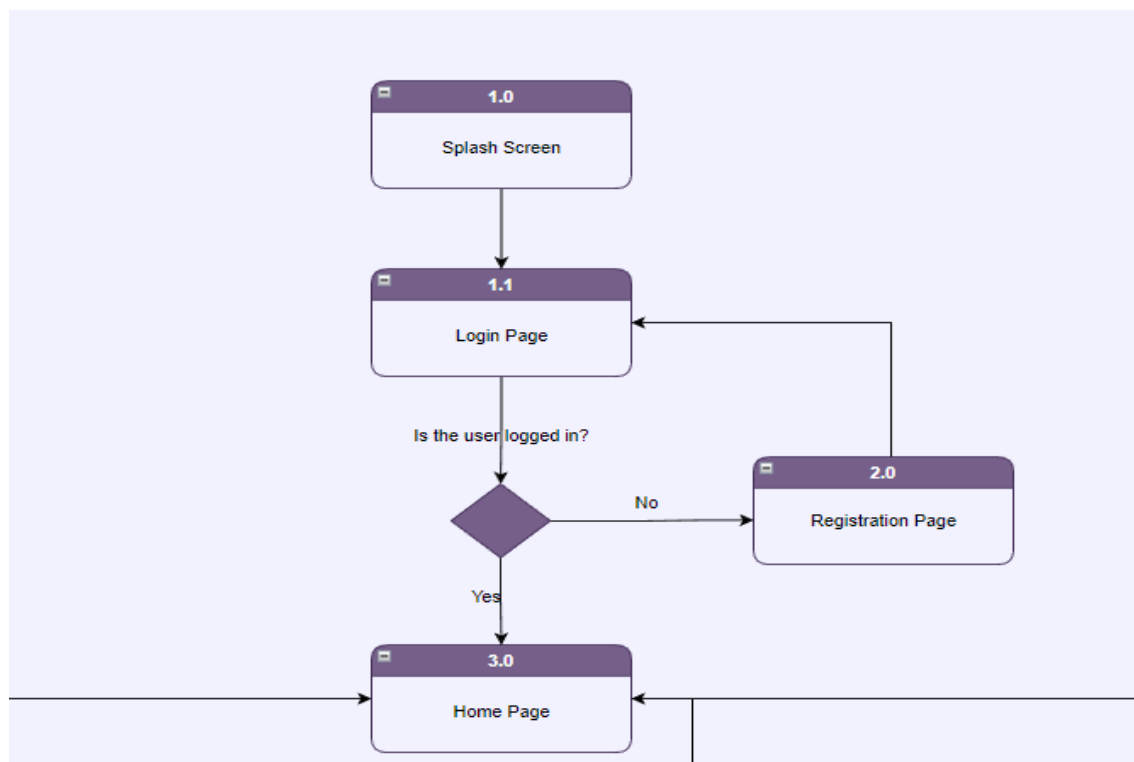 1.0
Splash Screen
1.1
Login Page
Is the user logged in?
No
2.0
Registration Page
Yes
3.0
Home Page